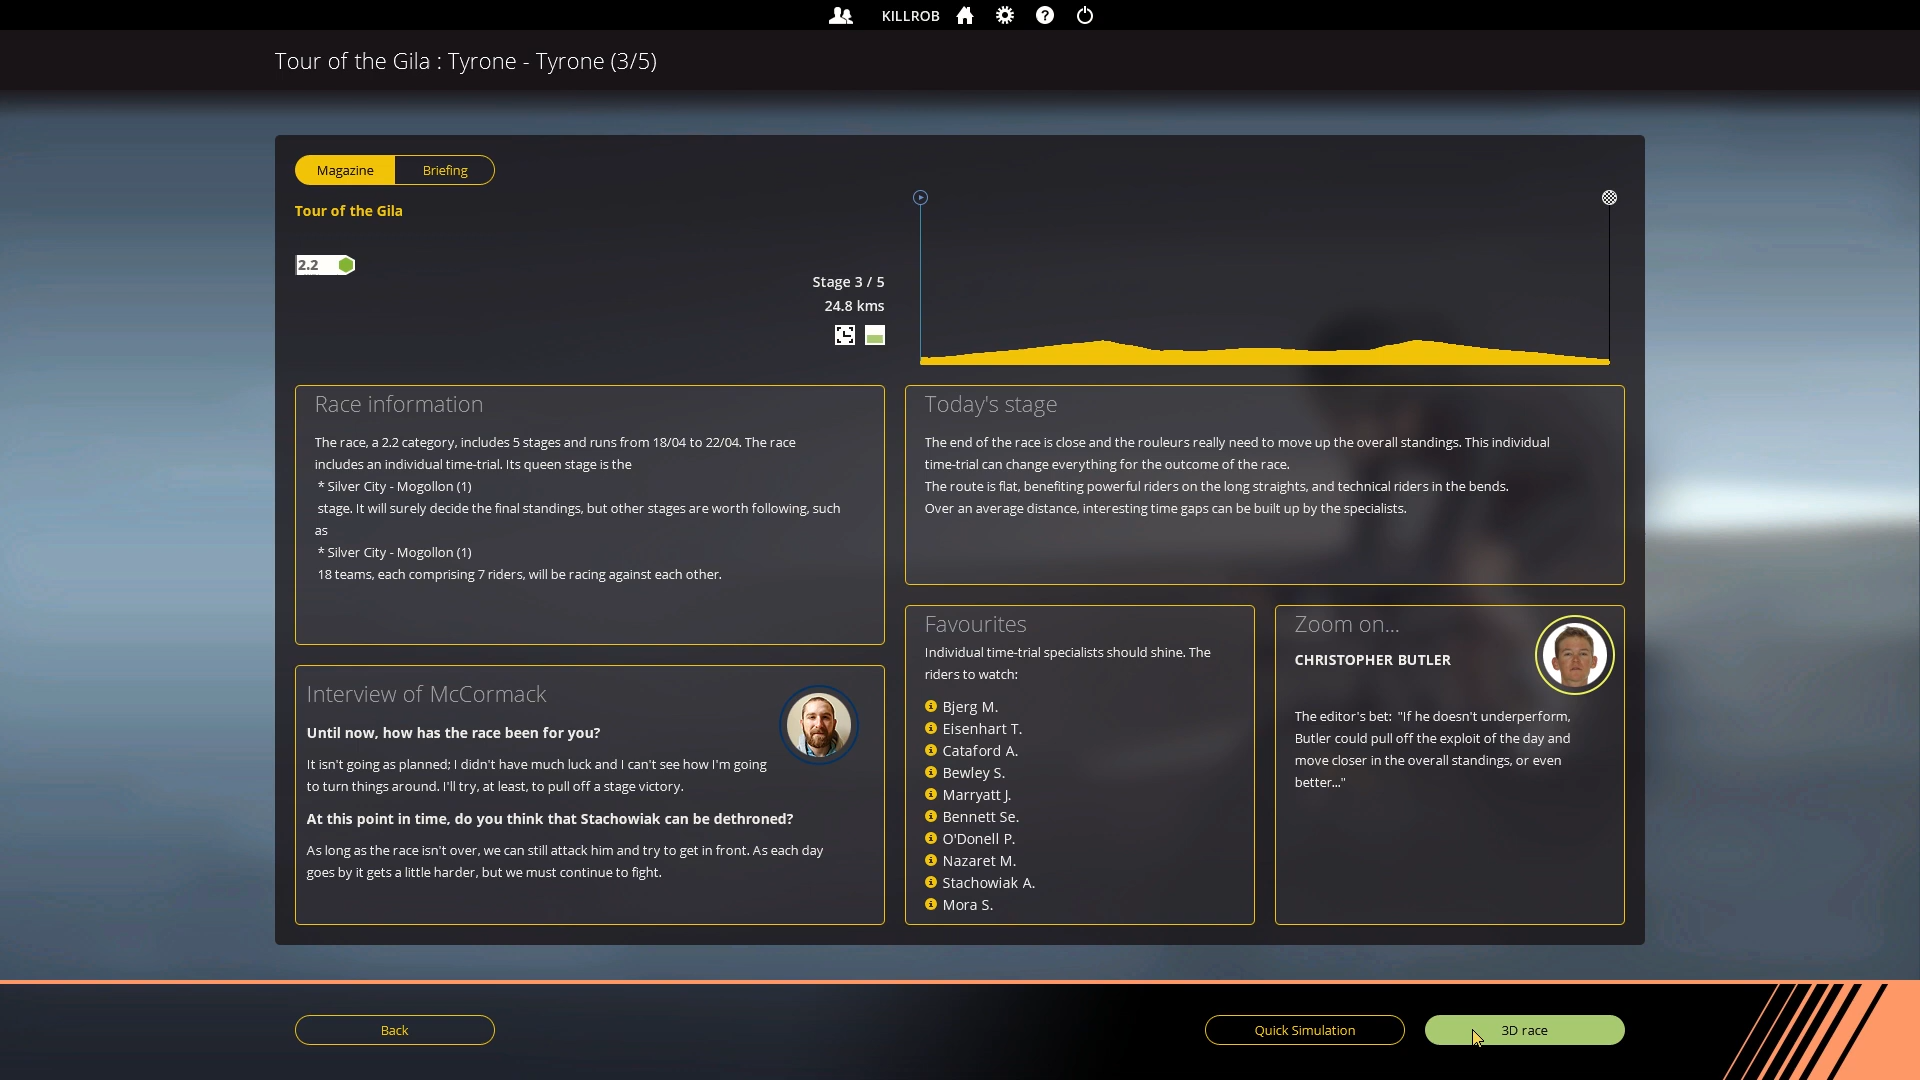 KILLROB
Tour of the Gila : Tyrone - Tyrone (3/5)
Magazine
Briefing
Tour of the Gila
2.2
Stage 3 / 5
24.8 kms
Race information
The race, a 2.2 category, includes 5 stages and runs from 18/04 to 22/04. The race
includes an individual time-trial. Its queen stage is the
* Silver City - Mogollon (1)
stage. It will surely decide the final standings, but other stages are worth following, such
as
* Silver City - Mogollon (1)
18 teams, each comprising 7 riders, will be racing against each other.
Today's stage
The end of the race is close and the rouleurs really need to move up the overall standings. This individual
time-trial can change everything for the outcome of the race.
The route is flat, benefiting powerful riders on the long straights, and technical riders in the bends.
Over an average distance, interesting time gaps can be built up by the specialists.
Interview of McCormack
Until now, how has the race been for you?
It isn't going as planned; I didn't have much luck and I can't see how I'm going
to turn things around. I'll try, at least, to pull off a stage victory.
At this point in time, do you think that Stachowiak can be dethroned?
As long as the race isn't over, we can still attack him and try to get in front. As each day
goes by it gets a little harder, but we must continue to fight.
Favourites
Individual time-trial specialists should shine. The
riders to watch:
Bjerg M.
Eisenhart T.
Cataford A.
Bewley S.
Marryatt J.
Bennett Se.
O'Donell P.
Nazaret M.
Stachowiak A.
Mora S.
Zoom on...
CHRISTOPHER BUTLER
The editor's bet: "If he doesn't underperform,
Butler could pull off the exploit of the day and
move closer in the overall standings, or even
better..."
Back
Quick Simulation
3D race